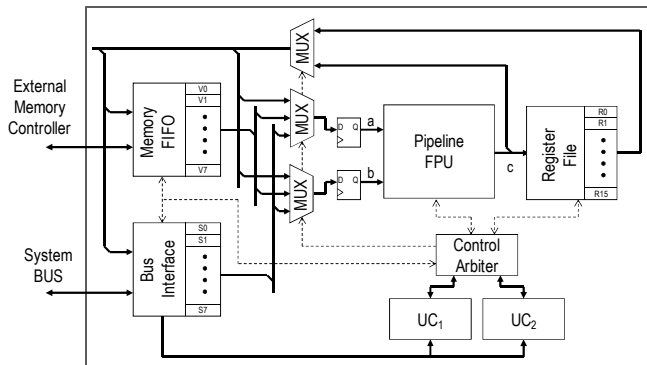 MUX
External
Memory
Controller
Memory
FIFO
V0
V1
V7
MUX
D Q
a
Pipeline
FPU
c
Register
File
R0
R1
R15
MUX
D Q
b
System
BUS
Bus
Interface
S0
S1
S7
Control
Arbiter
UC1
UC2